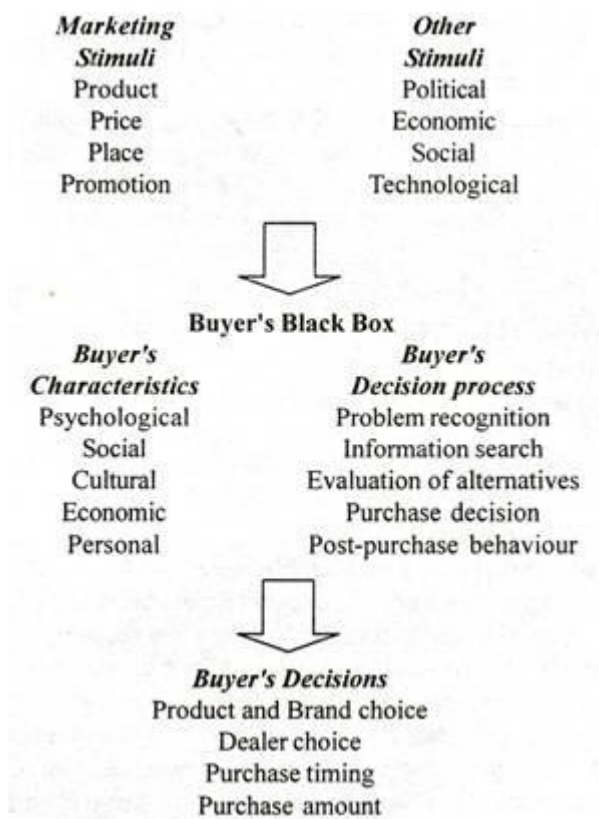 Marketing
Stimuli
Product
Price
Place
Promotion
Other
Stimuli
Political
Economic
Social
Technological
Buyer's Black Box
Buyer's
Characteristics
Psychological
Social
Cultural
Economic
Personal
Buyer's
Decision process
Problem recognition
Information search
Evaluation of alternatives
Purchase decision
Post-purchase behaviour
Buyer's Decisions
Product and Brand choice
Dealer choice
Purchase timing
Purchase amount